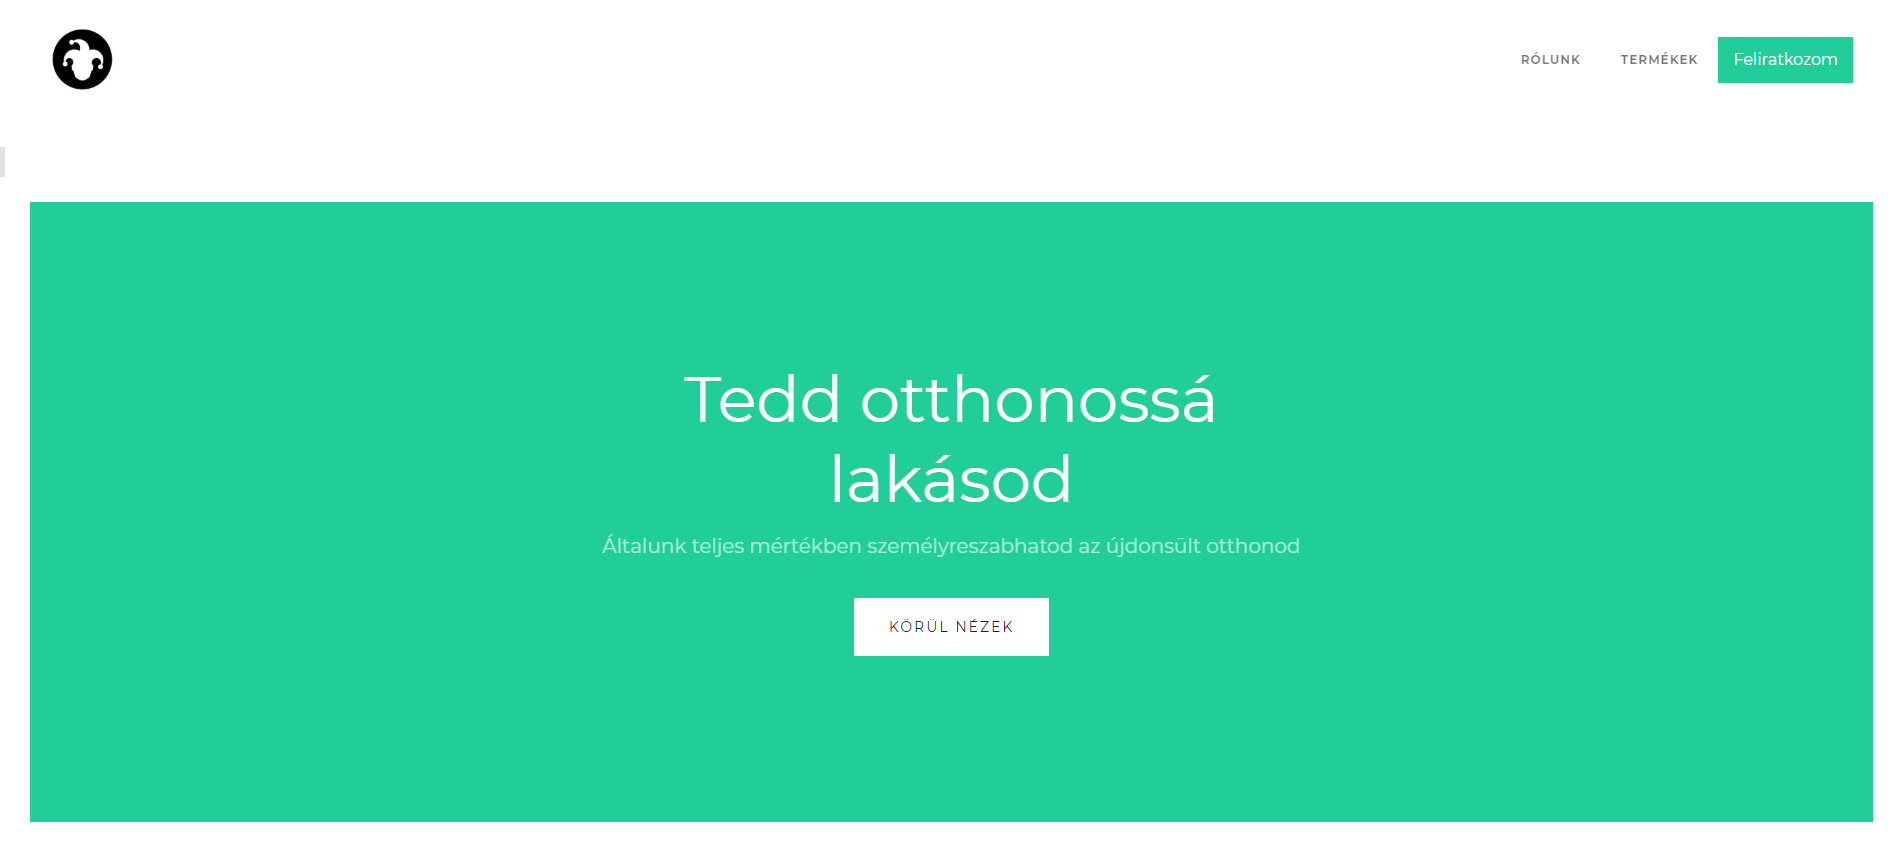 RÓLUNK TERMÉKEK Feliratkozom
Tedd otthonossá
lakásod
Általunk teljes mértékben személyreszabhatod az újdonsült otthonod
KÖRÜL NÉZEK